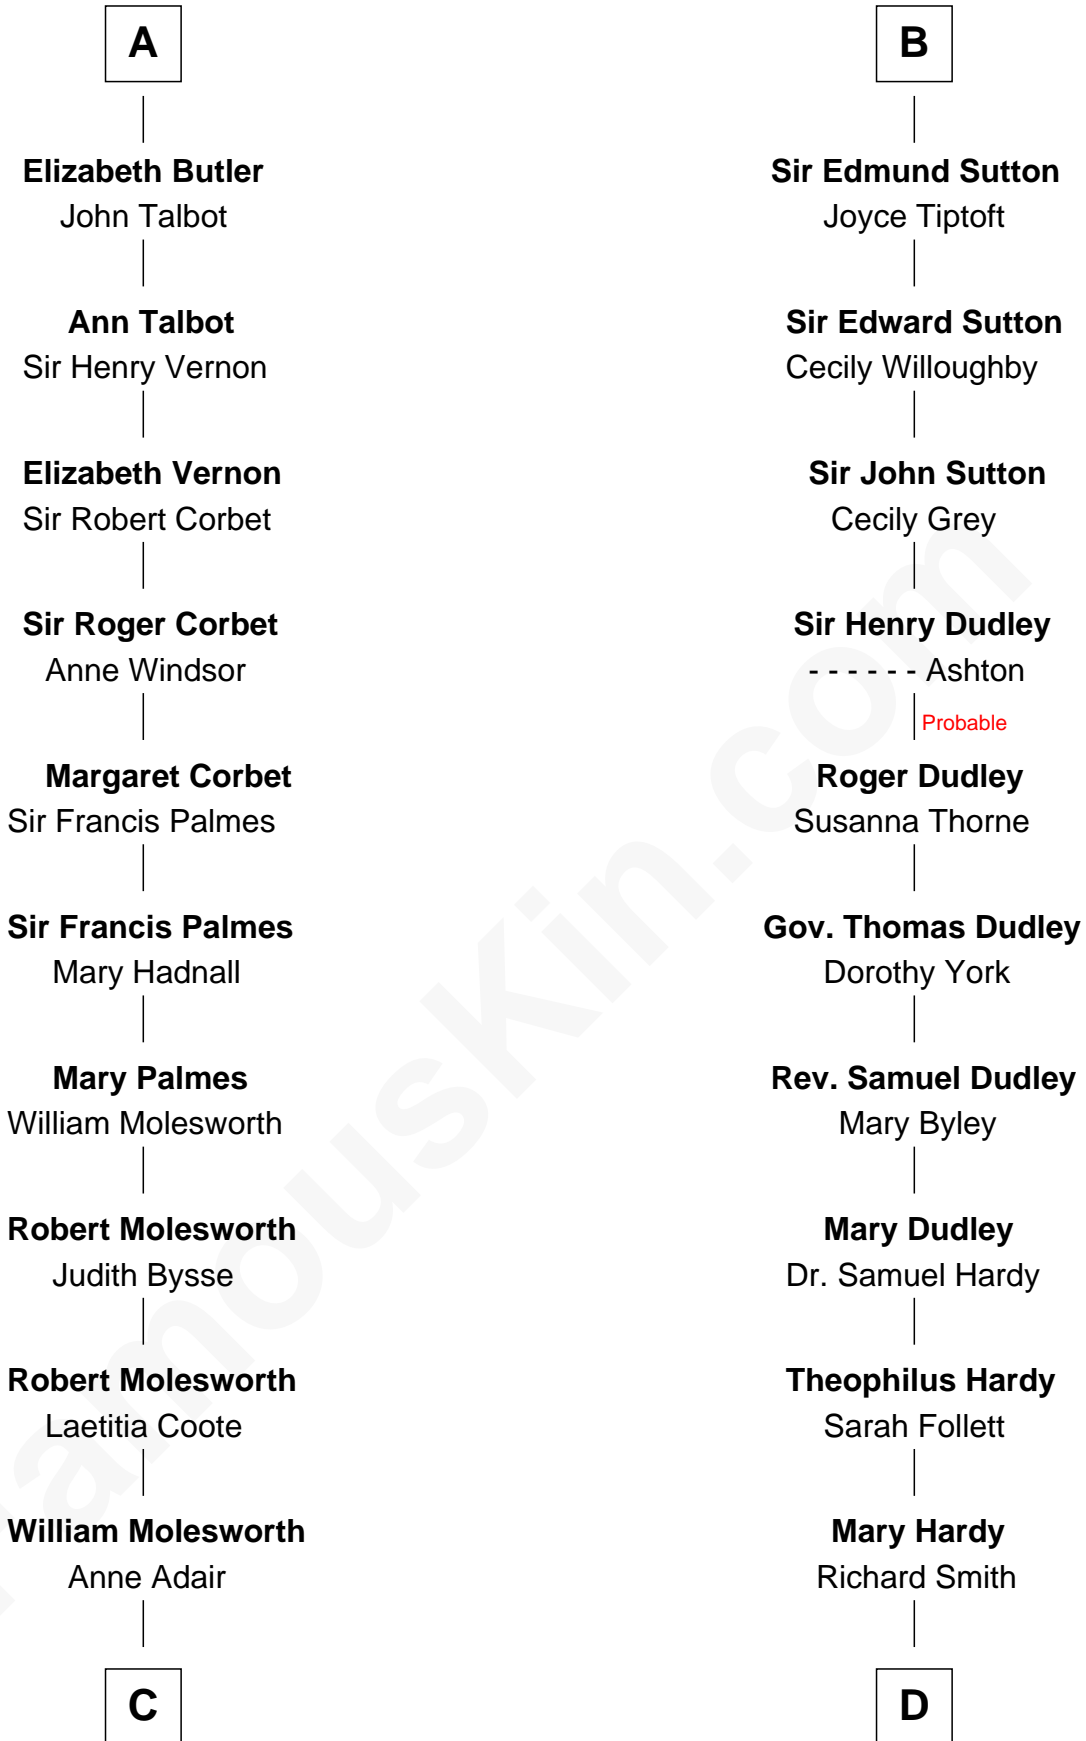 A
Elizabeth Butler
John Talbot
Ann Talbot
Sir Henry Vernon
Elizabeth Vernon
Sir Robert Corbet
Sir Roger Corbet
Anne Windsor
Margaret Corbet
Sir Francis Palmes
Sir Francis Palmes
Mary Hadnall
Mary Palmes
William Molesworth
Robert Molesworth
Judith Bysse
Robert Molesworth
Laetitia Coote
William Molesworth
Anne Adair
C
B
Sir Edmund Sutton
Joyce Tiptoft
Sir Edward Sutton
Cecily Willoughby
Sir John Sutton
Cecily Grey
Sir Henry Dudley
- - - - - - Ashton
Probable
Roger Dudley
Susanna Thorne
Gov. Thomas Dudley
Dorothy York
Rev. Samuel Dudley
Mary Byley
Mary Dudley
Dr. Samuel Hardy
Theophilus Hardy
Sarah Follett
Mary Hardy
Richard Smith
D
FamousKin.com